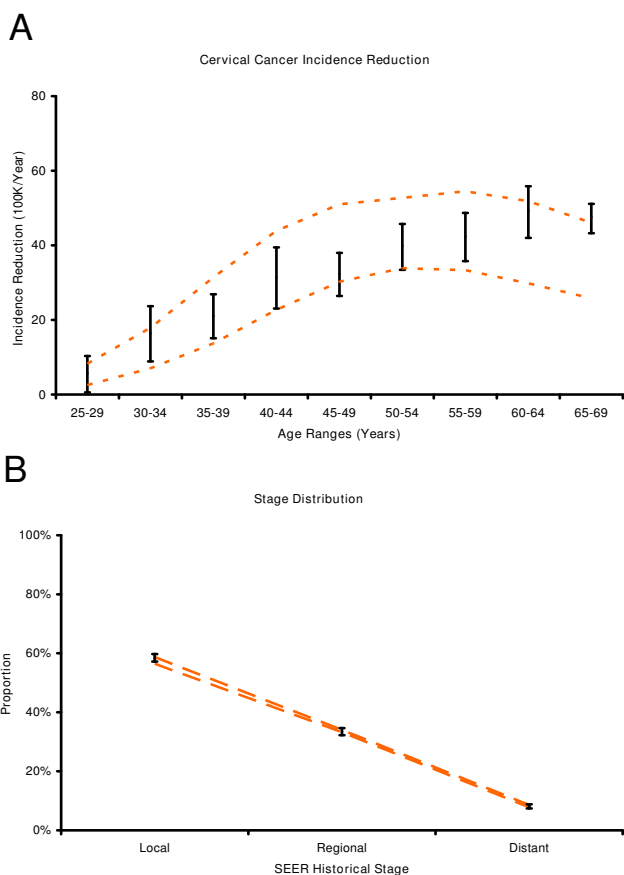 A
Cervical Cancer Incidence Reduction
Incidence Reduction (100K/Year)
80
60
40
20
0
25-29 30-34 35-39 40-44 45-49 50-54 55-59 60-64 65-69
Age Ranges (Years)
B
Stage Distribution
Proportion
100%
80%
60%
40%
20%
0%
Local Regional Distant
SEER Historical Stage